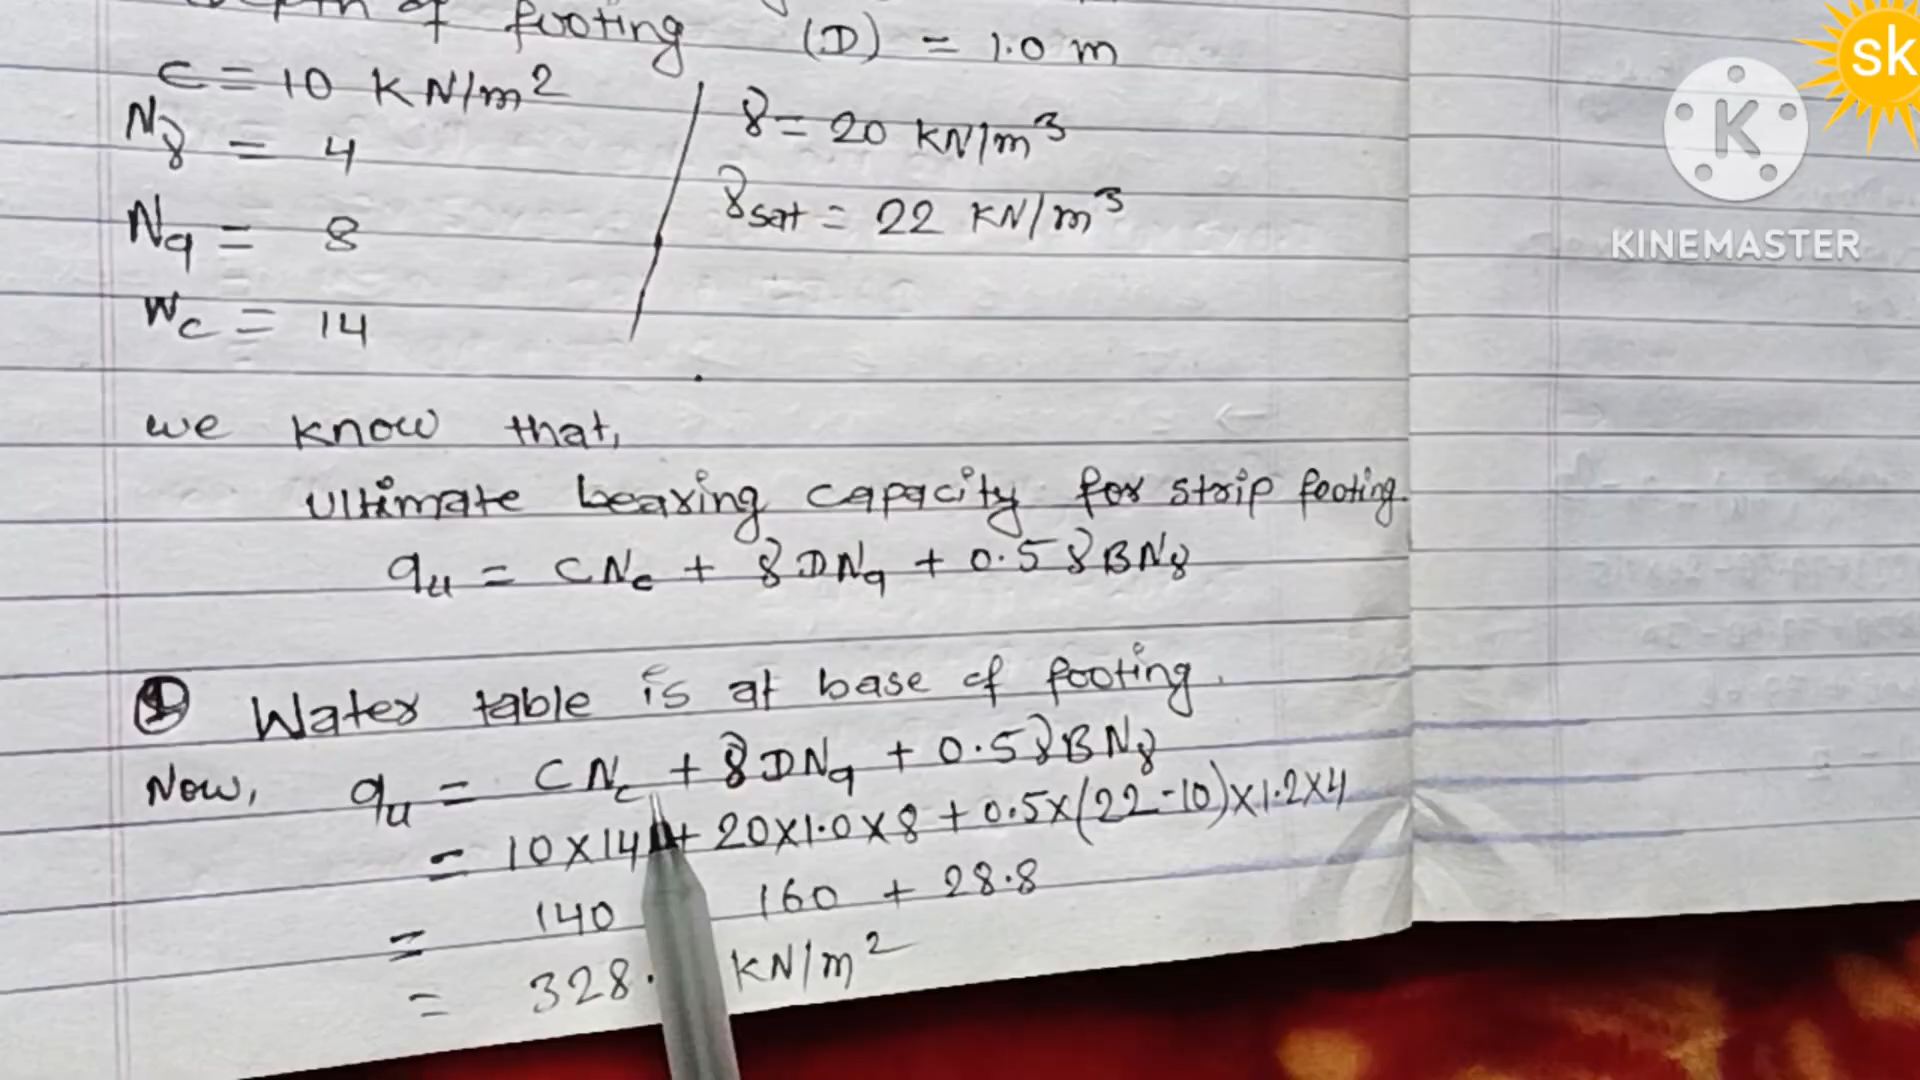 Depth of footing (D) = 1.0 m
C = 10 KN/m²
γ = 20 KN/m³
Nγ = 4
γsat = 22 KN/m³
Nq = 8
Nc = 14
we know that,
Ultimate bearing capacity for strip footing
qu = CNc + γDNq + 0.5γBNγ
① Water table is at base of footing.
Now, qu = CNc + γDNq + 0.5γBNγ
= 10×14 + 20×1.0×8 + 0.5×(22-10)×1.2×4
= 140 160 + 28.8
= 328. KN/m²
SK
K
KINEMASTER